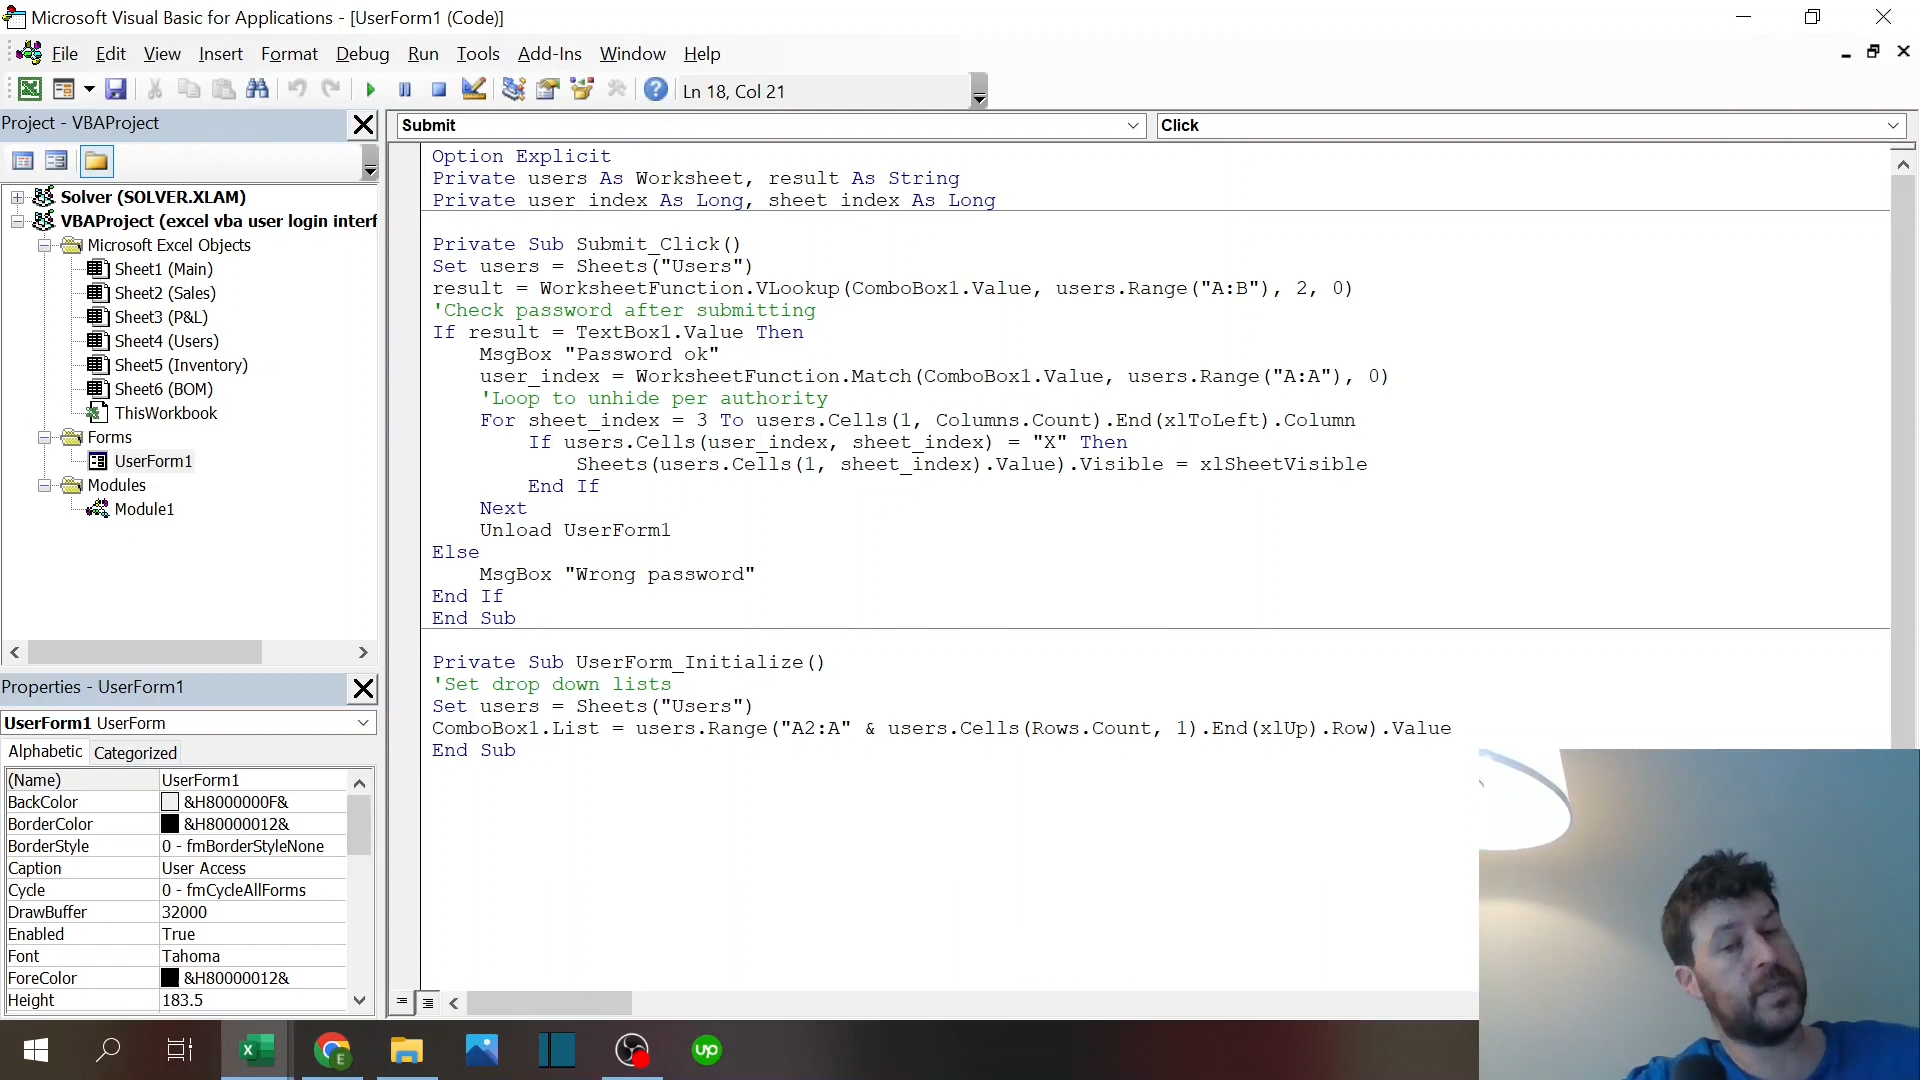 Microsoft Visual Basic for Applications - [UserForm1 (Code)]
File Edit View Insert Format Debug Run Tools Add-Ins Window Help
Ln 18, Col 21
Project - VBAProject
Solver (SOLVER.XLAM)
VBAProject (excel vba user login interf
Microsoft Excel Objects
Sheet1 (Main)
Sheet2 (Sales)
Sheet3 (P&L)
Sheet4 (Users)
Sheet5 (Inventory)
Sheet6 (BOM)
ThisWorkbook
Forms
UserForm1
Modules
Module1
Properties - UserForm1
UserForm1 UserForm
Alphabetic Categorized
(Name) UserForm1
BackColor &H8000000F&
BorderColor &H80000012&
BorderStyle 0 - fmBorderStyleNone
Caption User Access
Cycle 0 - fmCycleAllForms
DrawBuffer 32000
Enabled True
Font Tahoma
ForeColor &H80000012&
Height 183.5
Submit Click
Option Explicit
Private users As Worksheet, result As String
Private user_index As Long, sheet_index As Long
Private Sub Submit_Click()
Set users = Sheets("Users")
result = WorksheetFunction.VLookup(ComboBox1.Value, users.Range("A:B"), 2, 0)
'Check password after submitting
If result = TextBox1.Value Then
MsgBox "Password ok"
user_index = WorksheetFunction.Match(ComboBox1.Value, users.Range("A:A"), 0)
'Loop to unhide per authority
For sheet_index = 3 To users.Cells(1, Columns.Count).End(xlToLeft).Column
If users.Cells(user_index, sheet_index) = "X" Then
Sheets(users.Cells(1, sheet_index).Value).Visible = xlSheetVisible
End If
Next
Unload UserForm1
Else
MsgBox "Wrong password"
End If
End Sub
Private Sub UserForm_Initialize()
'Set drop down lists
Set users = Sheets("Users")
ComboBox1.List = users.Range("A2:A" & users.Cells(Rows.Count, 1).End(xlUp).Row).Value
End Sub
X
E
up